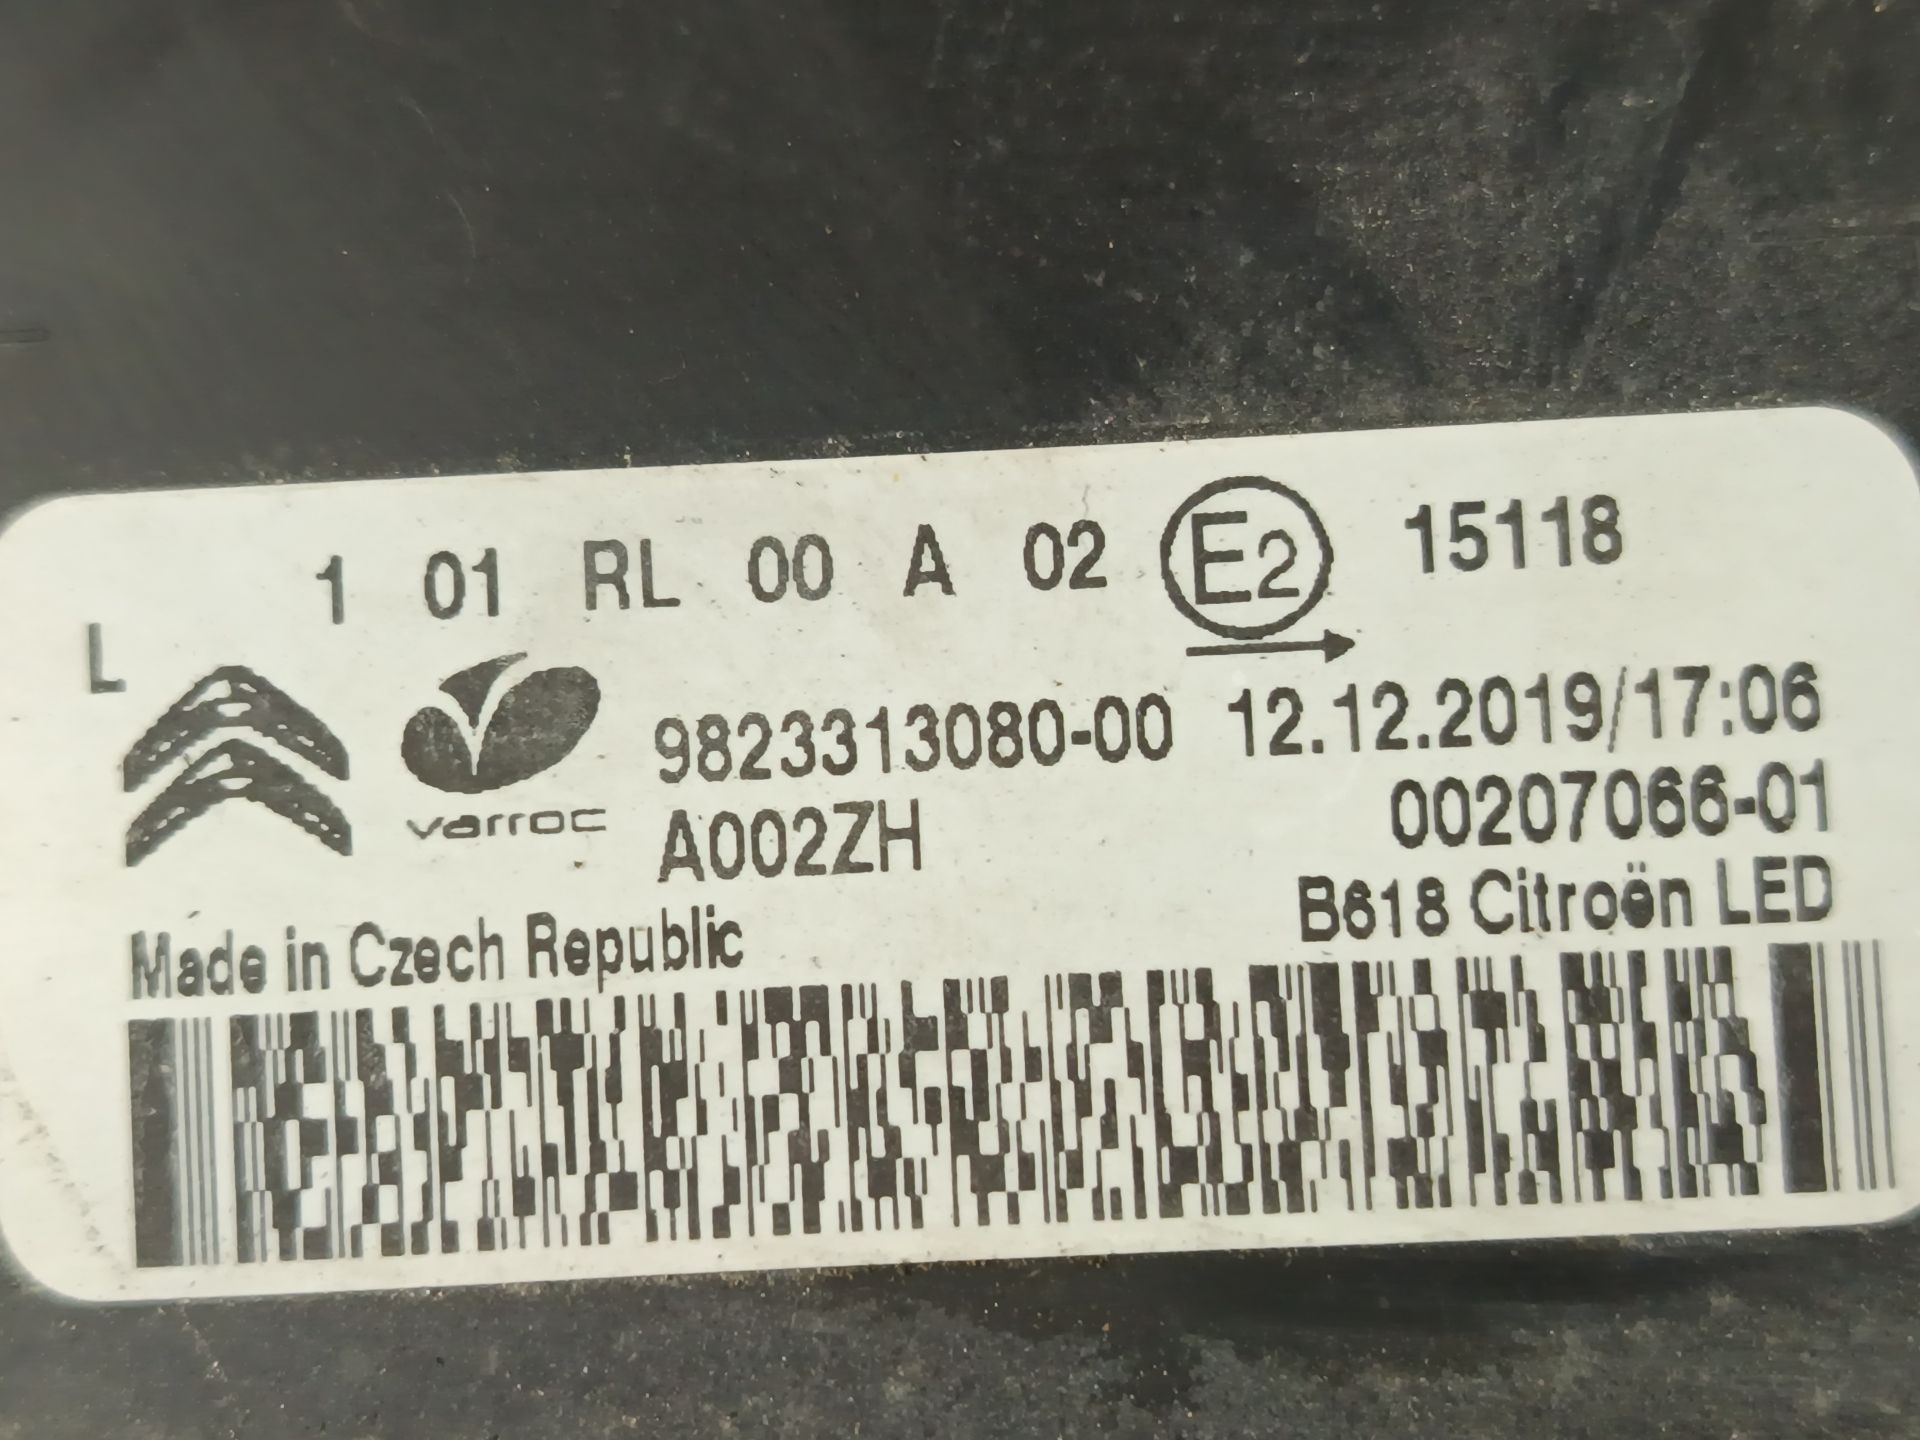 1 01 RL 00 A 02 E2 15118
L
varroc
9823313080-00 12.12.2019/17:06
A002ZH 00207066-01
Made in Czech Republic B618 Citroën LED